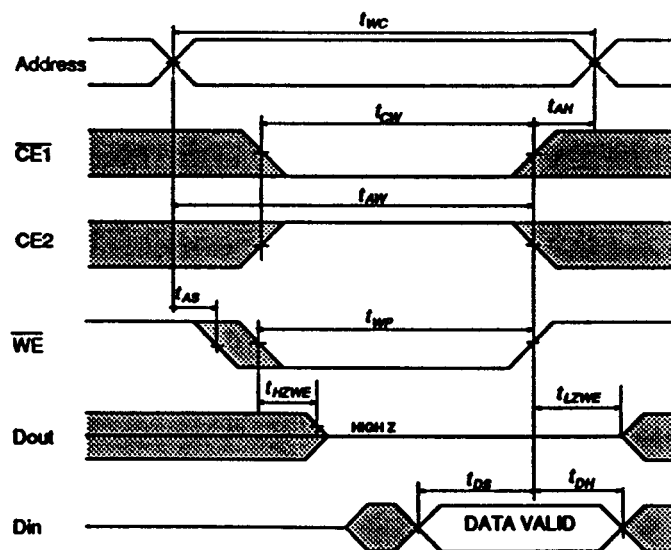 tWC
Address
tCW
tAH
CE1
tAW
CE2
tAS
WE
tWP
tHZWE
tLZWE
Dout
HIGH Z
tDS
tDH
Din
DATA VALID